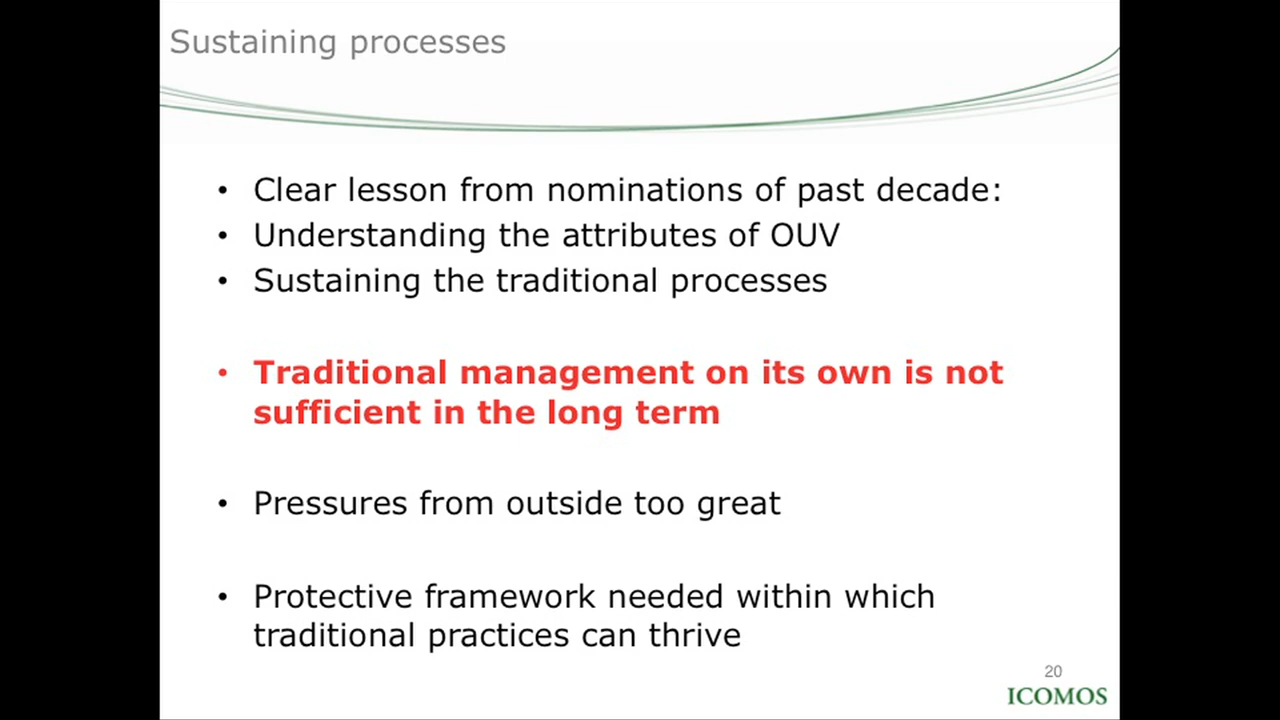 Sustaining processes
• Clear lesson from nominations of past decade:
• Understanding the attributes of OUV
• Sustaining the traditional processes
• Traditional management on its own is not
sufficient in the long term
• Pressures from outside too great
• Protective framework needed within which
traditional practices can thrive
20
ICOMOS